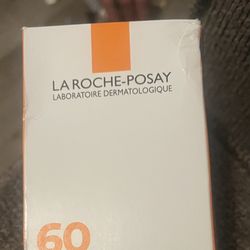 LA ROCHE-POSAY
LABORATOIRE DERMATOLOGIQUE
60